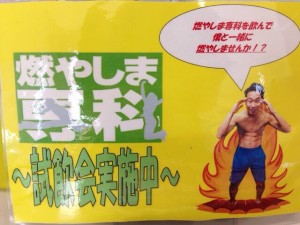 燃やしま
専科
～試飲会実施中～
燃やしま専科を飲んで
僕と一緒に
燃やしませんか！？